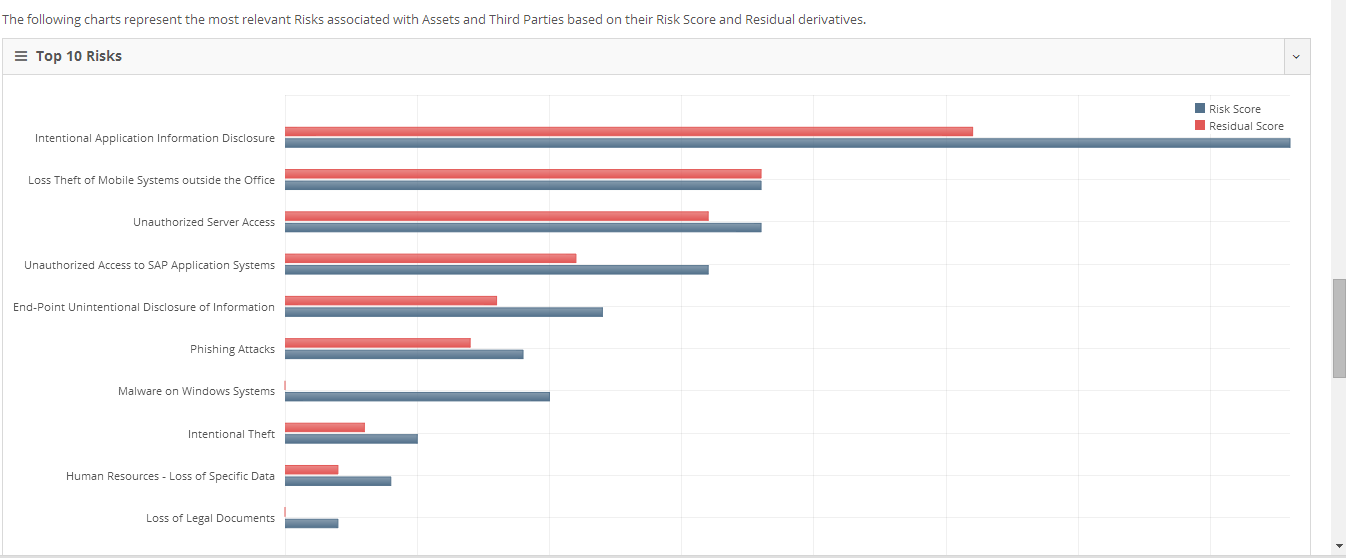 The following charts represent the most relevant Risks associated with Assets and Third Parties based on their Risk Score and Residual derivatives.
Top 10 Risks
Risk Score
Residual Score
Intentional Application Information Disclosure
Loss Theft of Mobile Systems outside the Office
Unauthorized Server Access
Unauthorized Access to SAP Application Systems
End-Point Unintentional Disclosure of Information
Phishing Attacks
Malware on Windows Systems
Intentional Theft
Human Resources - Loss of Specific Data
Loss of Legal Documents